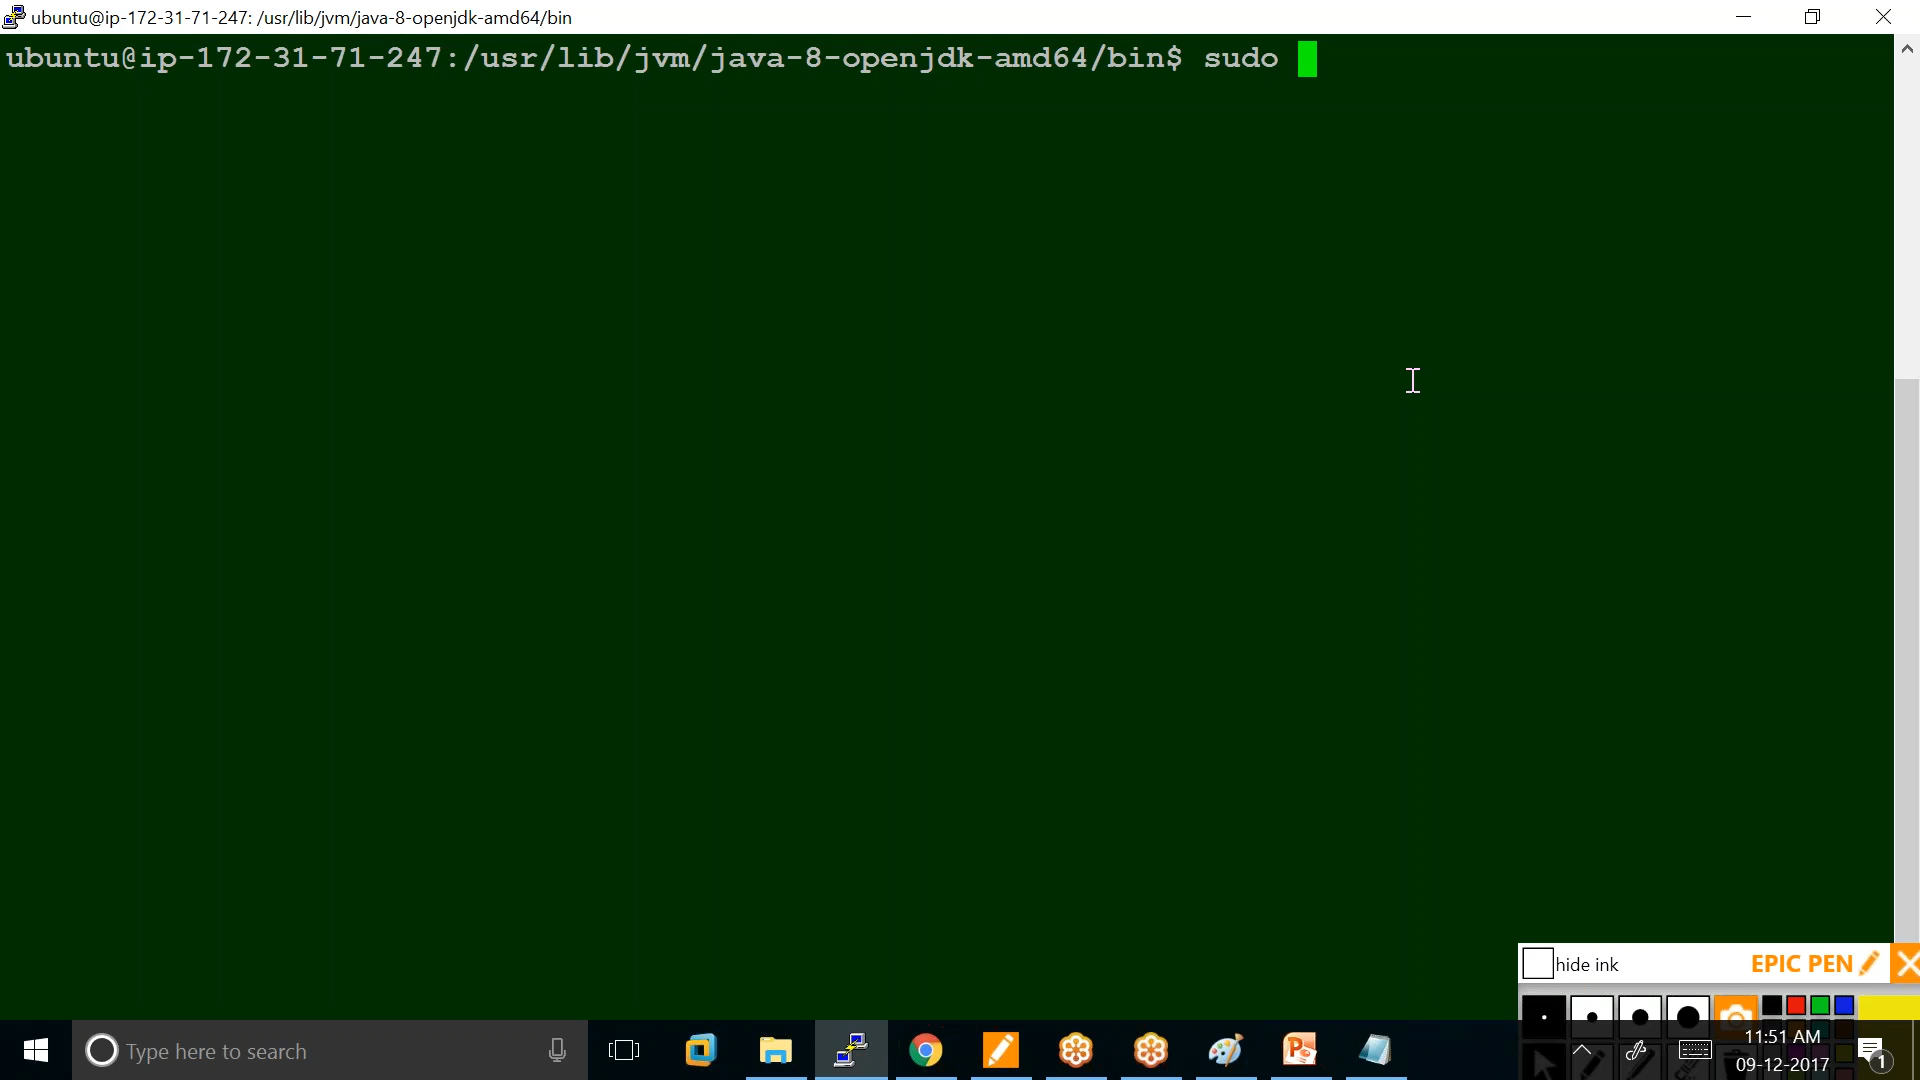 ubuntu@ip-172-31-71-247: /usr/lib/jvm/java-8-openjdk-amd64/bin
ubuntu@ip-172-31-71-247:/usr/lib/jvm/java-8-openjdk-amd64/bin$ sudo
hide ink
EPIC PEN
Type here to search
11:51 AM
09-12-2017
1